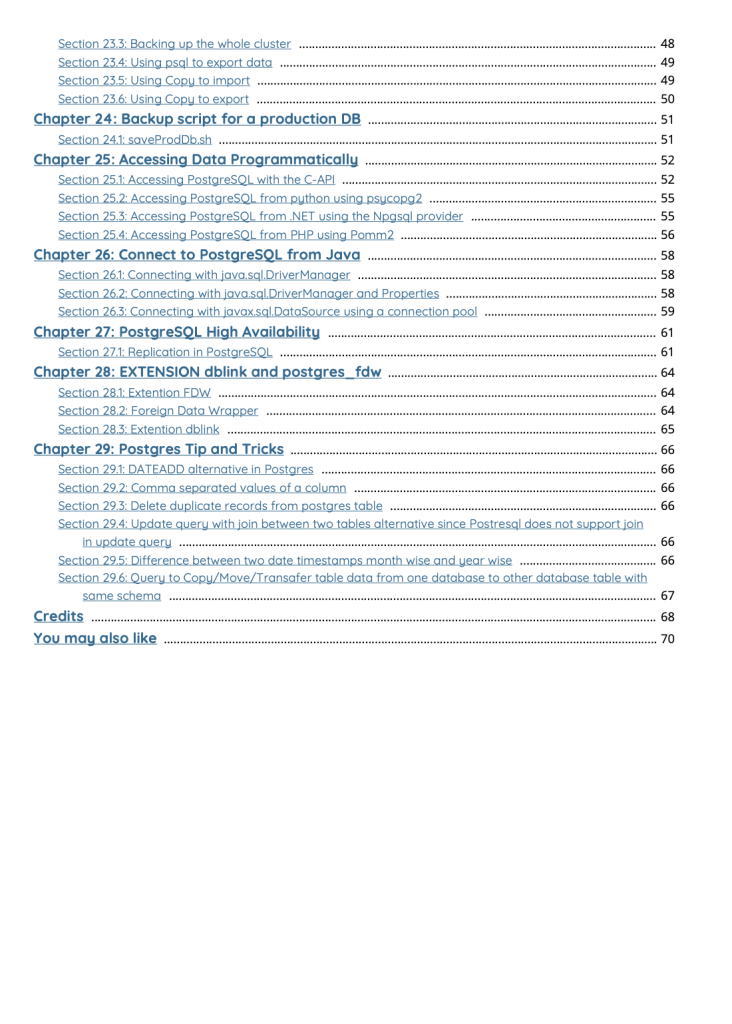 Section 23.3: Backing up the whole cluster ................................................................................................................ 48
Section 23.4: Using psql to export data ...................................................................................................................... 49
Section 23.5: Using Copy to import ............................................................................................................................. 49
Section 23.6: Using Copy to export ............................................................................................................................. 50
Chapter 24: Backup script for a production DB ......................................................................................... 51
Section 24.1: saveProdDb.sh ......................................................................................................................................... 51
Chapter 25: Accessing Data Programmatically .......................................................................................... 52
Section 25.1: Accessing PostgreSQL with the C-API .................................................................................................. 52
Section 25.2: Accessing PostgreSQL from python using psycopg2 ........................................................................ 55
Section 25.3: Accessing PostgreSQL from .NET using the Npgsql provider ........................................................... 55
Section 25.4: Accessing PostgreSQL from PHP using Pomm2 ................................................................................. 56
Chapter 26: Connect to PostgreSQL from Java ......................................................................................... 58
Section 26.1: Connecting with java.sql.DriverManager .............................................................................................. 58
Section 26.2: Connecting with java.sql.DriverManager and Properties .................................................................. 58
Section 26.3: Connecting with javax.sql.DataSource using a connection pool ....................................................... 59
Chapter 27: PostgreSQL High Availability ..................................................................................................... 61
Section 27.1: Replication in PostgreSQL ...................................................................................................................... 61
Chapter 28: EXTENSION dblink and postgres_fdw ................................................................................... 64
Section 28.1: Extention FDW ......................................................................................................................................... 64
Section 28.2: Foreign Data Wrapper .......................................................................................................................... 64
Section 28.3: Extention dblink ...................................................................................................................................... 65
Chapter 29: Postgres Tip and Tricks .............................................................................................................. 66
Section 29.1: DATEADD alternative in Postgres ......................................................................................................... 66
Section 29.2: Comma separated values of a column ............................................................................................... 66
Section 29.3: Delete duplicate records from postgres table .................................................................................... 66
Section 29.4: Update query with join between two tables alternative since Postresql does not support join
in update query ..................................................................................................................................................... 66
Section 29.5: Difference between two date timestamps month wise and year wise ............................................ 66
Section 29.6: Query to Copy/Move/Transafer table data from one database to other database table with
same schema ........................................................................................................................................................ 67
Credits .............................................................................................................................................................................. 68
You may also like ........................................................................................................................................................ 70